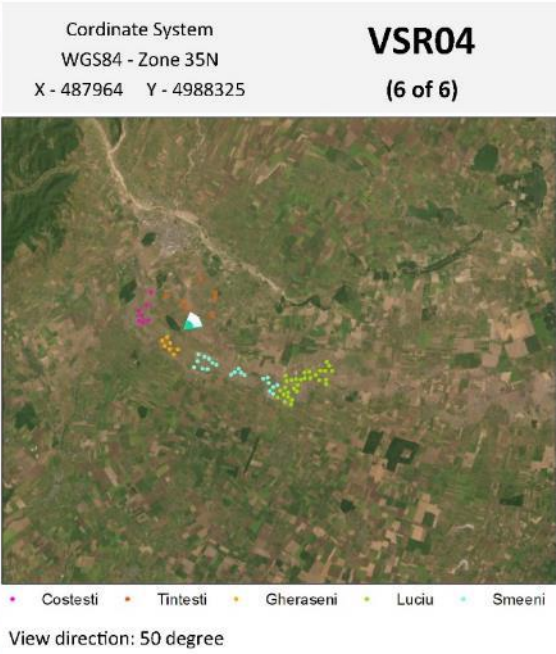 Cordinate System
WGS84 - Zone 35N
X - 487964 Y - 4988325
VSR04
(6 of 6)
Costesti Tintesti Gheraseni Luciu Smeeni
View direction: 50 degree